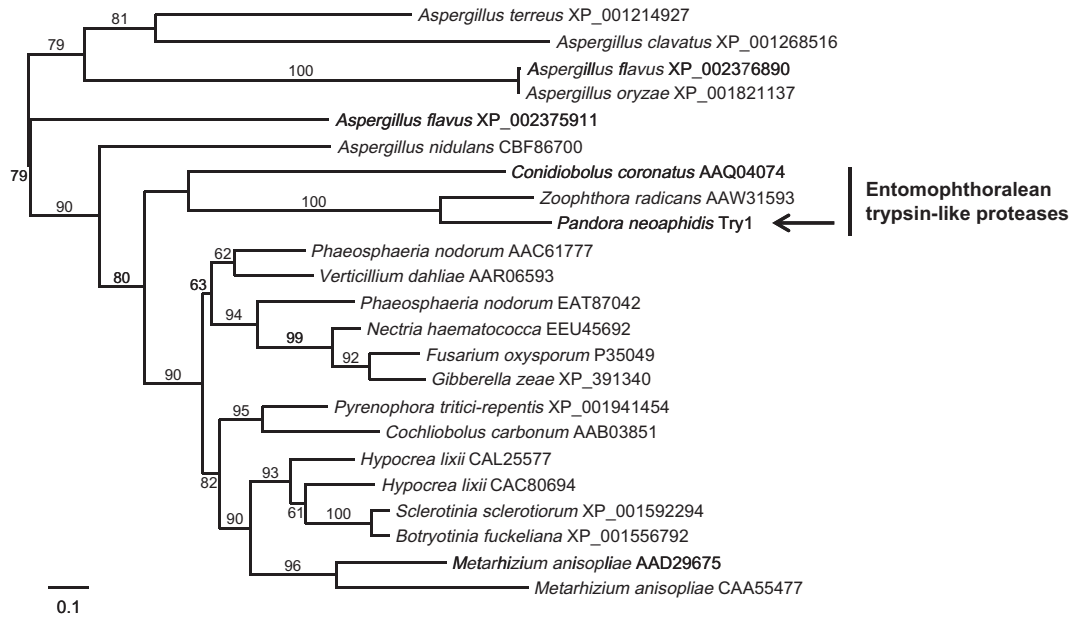 81
Aspergillus terreus XP_001214927
79
Aspergillus clavatus XP_001268516
100
Aspergillus flavus XP_002376890
Aspergillus oryzae XP_001821137
Aspergillus flavus XP_002375911
79
Aspergillus nidulans CBF86700
90
Conidiobolus coronatus AAQ04074
100
Zoophthora radicans AAW31593
Pandora neoaphidis Try1
Entomophthoralean
trypsin-like proteases
62
Phaeosphaeria nodorum AAC61777
Verticillium dahliae AAR06593
80
63
Phaeosphaeria nodorum EAT87042
94
Nectria haematococca EEU45692
99
92
Fusarium oxysporum P35049
Gibberella zeae XP_391340
90
95
Pyrenophora tritici-repentis XP_001941454
Cochliobolus carbonum AAB03851
82
93
Hypocrea lixii CAL25577
Hypocrea lixii CAC80694
61
100
Sclerotinia sclerotiorum XP_001592294
Botryotinia fuckeliana XP_001556792
90
96
Metarhizium anisopliae AAD29675
Metarhizium anisopliae CAA55477
0.1